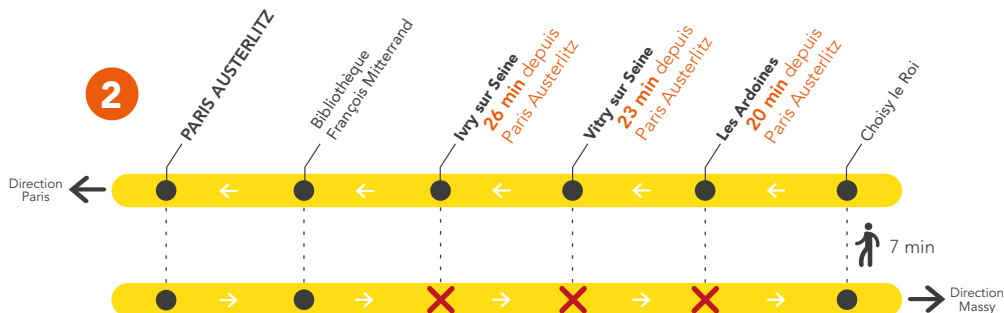 2
PARIS AUSTERLITZ
Bibliothèque
François Mitterrand
Ivry sur Seine
26 min depuis
Paris Austerlitz
Vitry sur Seine
23 min depuis
Paris Austerlitz
Les Ardoines
20 min depuis
Paris Austerlitz
Choisy le Roi
Direction
Paris
7 min
Direction
Massy